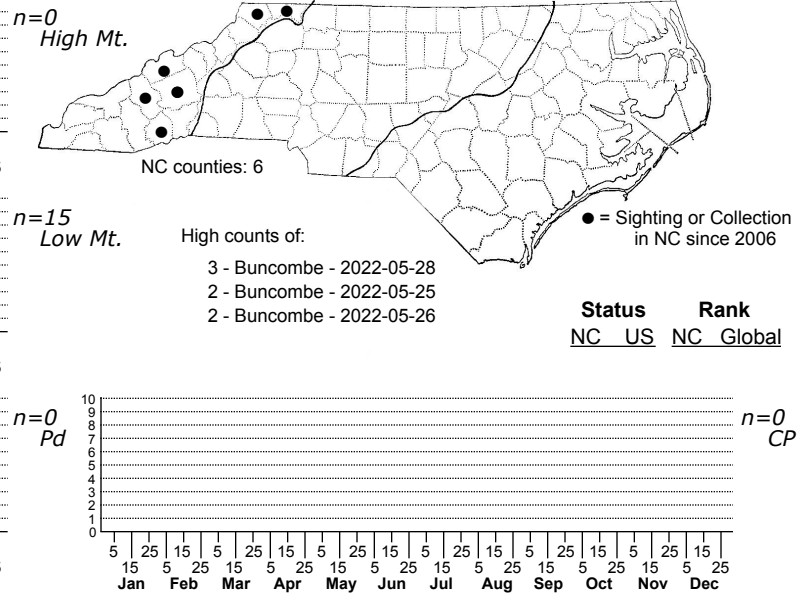 n=0
High Mt.
NC counties: 6
n=15
Low Mt.
High counts of:
3 - Buncombe - 2022-05-28
2 - Buncombe - 2022-05-25
2 - Buncombe - 2022-05-26
● = Sighting or Collection
in NC since 2006
Status Rank
NC US NC Global
n=0
Pd
10
9
8
7
6
5
4
3
2
1
0
n=0
CP
5 25 15 5 25 15 5 25 15 5 25 15 5 25 15 5 25 15
15 5 25 15 5 25 15 5 25 15 5 25 15 5 25 15 5 25
Jan Feb Mar Apr May Jun Jul Aug Sep Oct Nov Dec